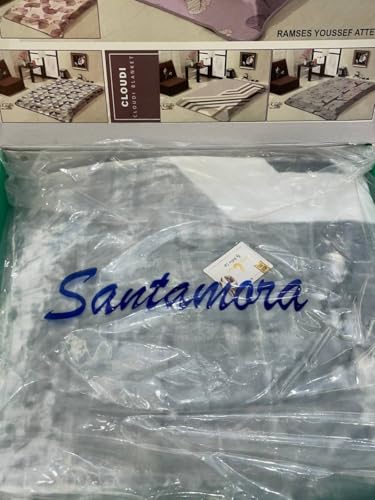 RAMSES YOUSSEF ATTE
CLOUDI
CLOUDI BLANKET
Santamora